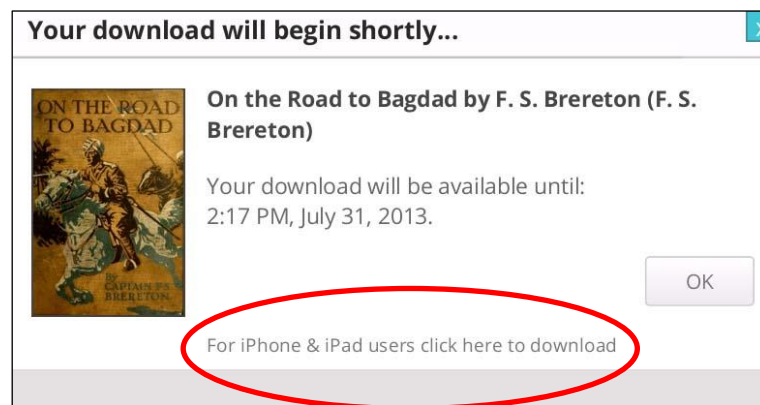 Your download will begin shortly...
X
ON THE ROAD
TO BAGDAD
By
CAPTAIN F·S·
BRERETON
On the Road to Bagdad by F. S. Brereton (F. S.
Brereton)
Your download will be available until:
2:17 PM, July 31, 2013.
OK
For iPhone & iPad users click here to download